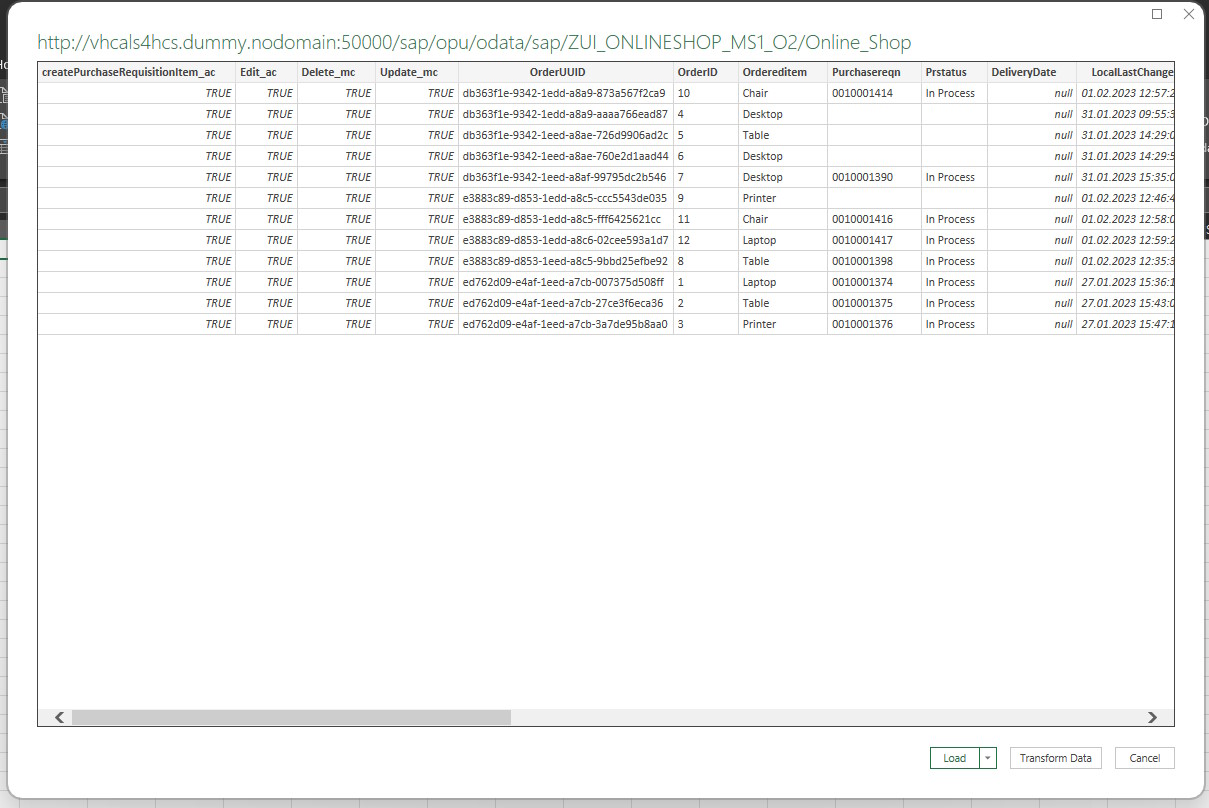 http://vhcals4hcs.dummy.nodomain:50000/sap/opu/odata/sap/ZUI_ONLINESHOP_MS1_O2/Online_Shop
createPurchaseRequisitionItem_ac Edit_ac Delete_mc Update_mc OrderUUID OrderID Ordereditem Purchasereqn Prstatus DeliveryDate LocalLastChange
TRUE TRUE TRUE TRUE db363f1e-9342-1edd-a8a9-873a567f2ca9 10 Chair 0010001414 In Process null 01.02.2023 12:57:2
TRUE TRUE TRUE TRUE db363f1e-9342-1edd-a8a9-aaaa766ead87 4 Desktop null 31.01.2023 09:55:3
TRUE TRUE TRUE TRUE db363f1e-9342-1eed-a8ae-726d9906ad2c 5 Table null 31.01.2023 14:29:0
TRUE TRUE TRUE TRUE db363f1e-9342-1eed-a8ae-760e2d1aad44 6 Desktop null 31.01.2023 14:29:5
TRUE TRUE TRUE TRUE db363f1e-9342-1eed-a8af-99795dc2b546 7 Desktop 0010001390 In Process null 31.01.2023 15:35:0
TRUE TRUE TRUE TRUE e3883c89-d853-1edd-a8c5-ccc5543de035 9 Printer null 01.02.2023 12:46:4
TRUE TRUE TRUE TRUE e3883c89-d853-1edd-a8c5-fff6425621cc 11 Chair 0010001416 In Process null 01.02.2023 12:58:0
TRUE TRUE TRUE TRUE e3883c89-d853-1edd-a8c6-02cee593a1d7 12 Laptop 0010001417 In Process null 01.02.2023 12:59:2
TRUE TRUE TRUE TRUE e3883c89-d853-1eed-a8c5-9bbd25efbe92 8 Table 0010001398 In Process null 01.02.2023 12:35:3
TRUE TRUE TRUE TRUE ed762d09-e4af-1eed-a7cb-007375d508ff 1 Laptop 0010001374 In Process null 27.01.2023 15:36:1
TRUE TRUE TRUE TRUE ed762d09-e4af-1eed-a7cb-27ce3f6eca36 2 Table 0010001375 In Process null 27.01.2023 15:43:0
TRUE TRUE TRUE TRUE ed762d09-e4af-1eed-a7cb-3a7de95b8aa0 3 Printer 0010001376 In Process null 27.01.2023 15:47:1
Load Transform Data Cancel